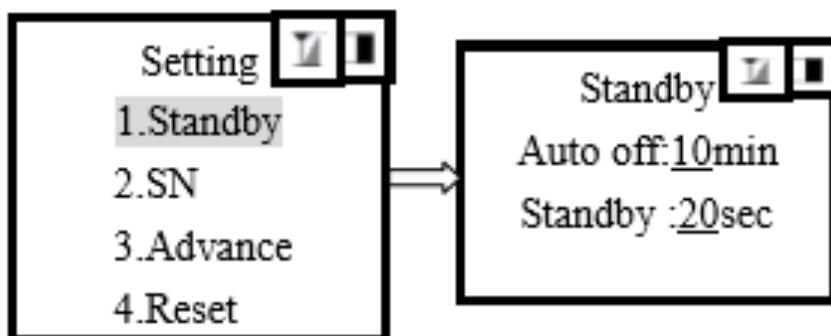 Setting
1.Standby
2.SN
3.Advance
4.Reset
Standby
Auto off:10min
Standby :20sec